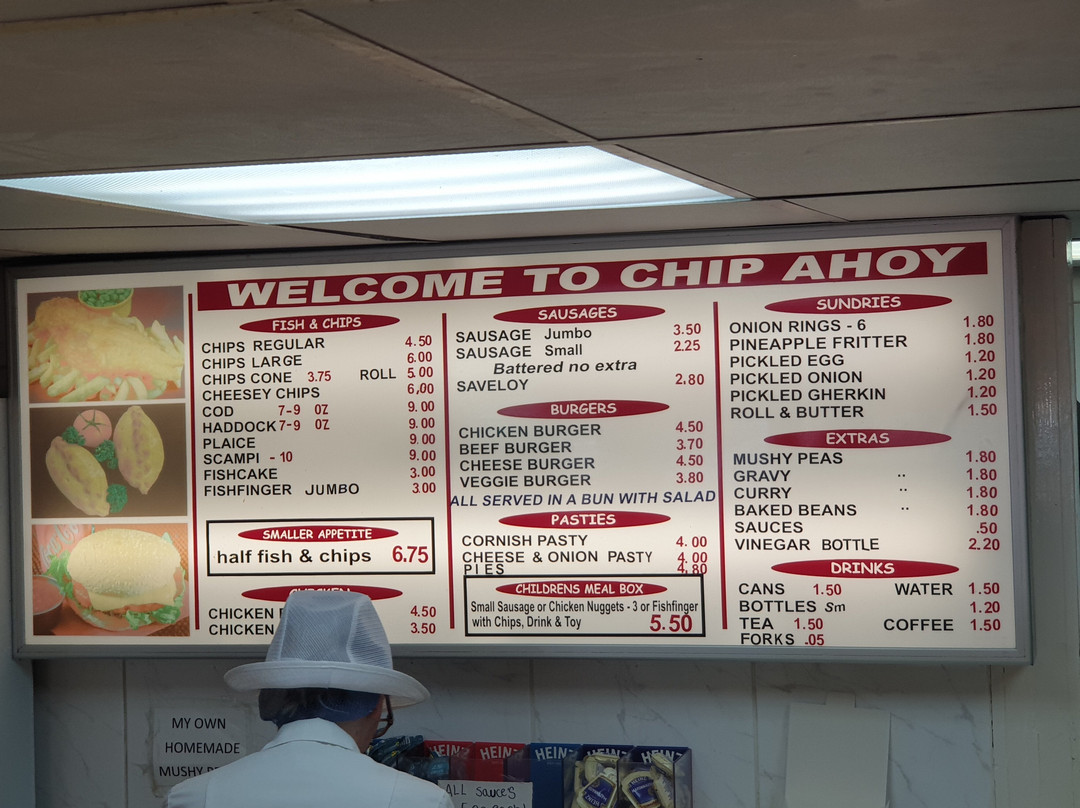 WELCOME TO CHIP AHOY
FISH & CHIPS
CHIPS REGULAR 4.50
CHIPS LARGE 6.00
CHIPS CONE 3.75 ROLL 5.00
CHEESEY CHIPS 6,00
COD 7-9 OZ 9.00
HADDOCK 7-9 OZ 9.00
PLAICE 9.00
SCAMPI - 10 9.00
FISHCAKE 3.00
FISHFINGER JUMBO 3.00
SMALLER APPETITE
half fish & chips 6.75
CHICKEN 4.50
CHICKEN 3.50
SAUSAGES
SAUSAGE Jumbo 3.50
SAUSAGE Small 2.25
Battered no extra
SAVELOY 2.80
BURGERS
CHICKEN BURGER 4.50
BEEF BURGER 3.70
CHEESE BURGER 4.50
VEGGIE BURGER 3.80
ALL SERVED IN A BUN WITH SALAD
PASTIES
CORNISH PASTY 4.00
CHEESE & ONION PASTY 4.00
PIES 4.80
CHILDRENS MEAL BOX
Small Sausage or Chicken Nuggets - 3 or Fishfinger
with Chips, Drink & Toy 5.50
SUNDRIES
ONION RINGS - 6 1.80
PINEAPPLE FRITTER 1.80
PICKLED EGG 1.20
PICKLED ONION 1.20
PICKLED GHERKIN 1.20
ROLL & BUTTER 1.50
EXTRAS
MUSHY PEAS 1.80
GRAVY .. 1.80
CURRY .. 1.80
BAKED BEANS .. 1.80
SAUCES .50
VINEGAR BOTTLE 2.20
DRINKS
CANS 1.50 WATER 1.50
BOTTLES Sm 1.20
TEA 1.50 COFFEE 1.50
FORKS .05
MY OWN
HOMEMADE
MUSHY
HEINZ HEINZ HEINZ HEINZ HEINZ
ALL sauces